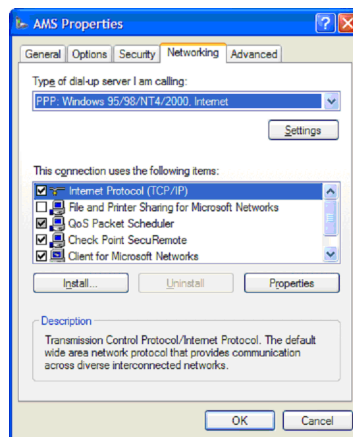 AMS Properties
General Options Security Networking Advanced
Type of dial-up server I am calling:
PPP: Windows 95/98/NT4/2000, Internet
Settings
This connection uses the following items:
Internet Protocol (TCP/IP)
File and Printer Sharing for Microsoft Networks
QoS Packet Scheduler
Check Point SecuRemote
Client for Microsoft Networks
Install... Uninstall Properties
Description
Transmission Control Protocol/Internet Protocol. The default
wide area network protocol that provides communication
across diverse interconnected networks.
OK Cancel